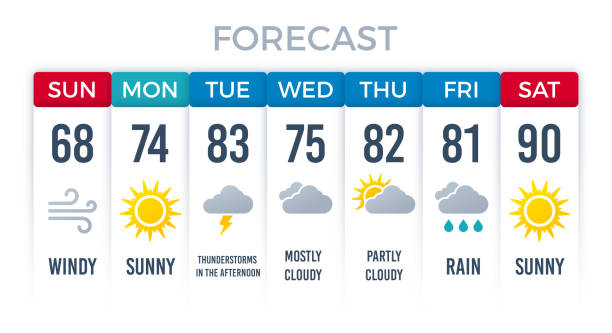 FORECAST
SUN MON TUE WED THU FRI SAT
68 74 83 75 82 81 90
WINDY
SUNNY
THUNDERSTORMS
IN THE AFTERNOON
MOSTLY
CLOUDY
PARTLY
CLOUDY
RAIN
SUNNY